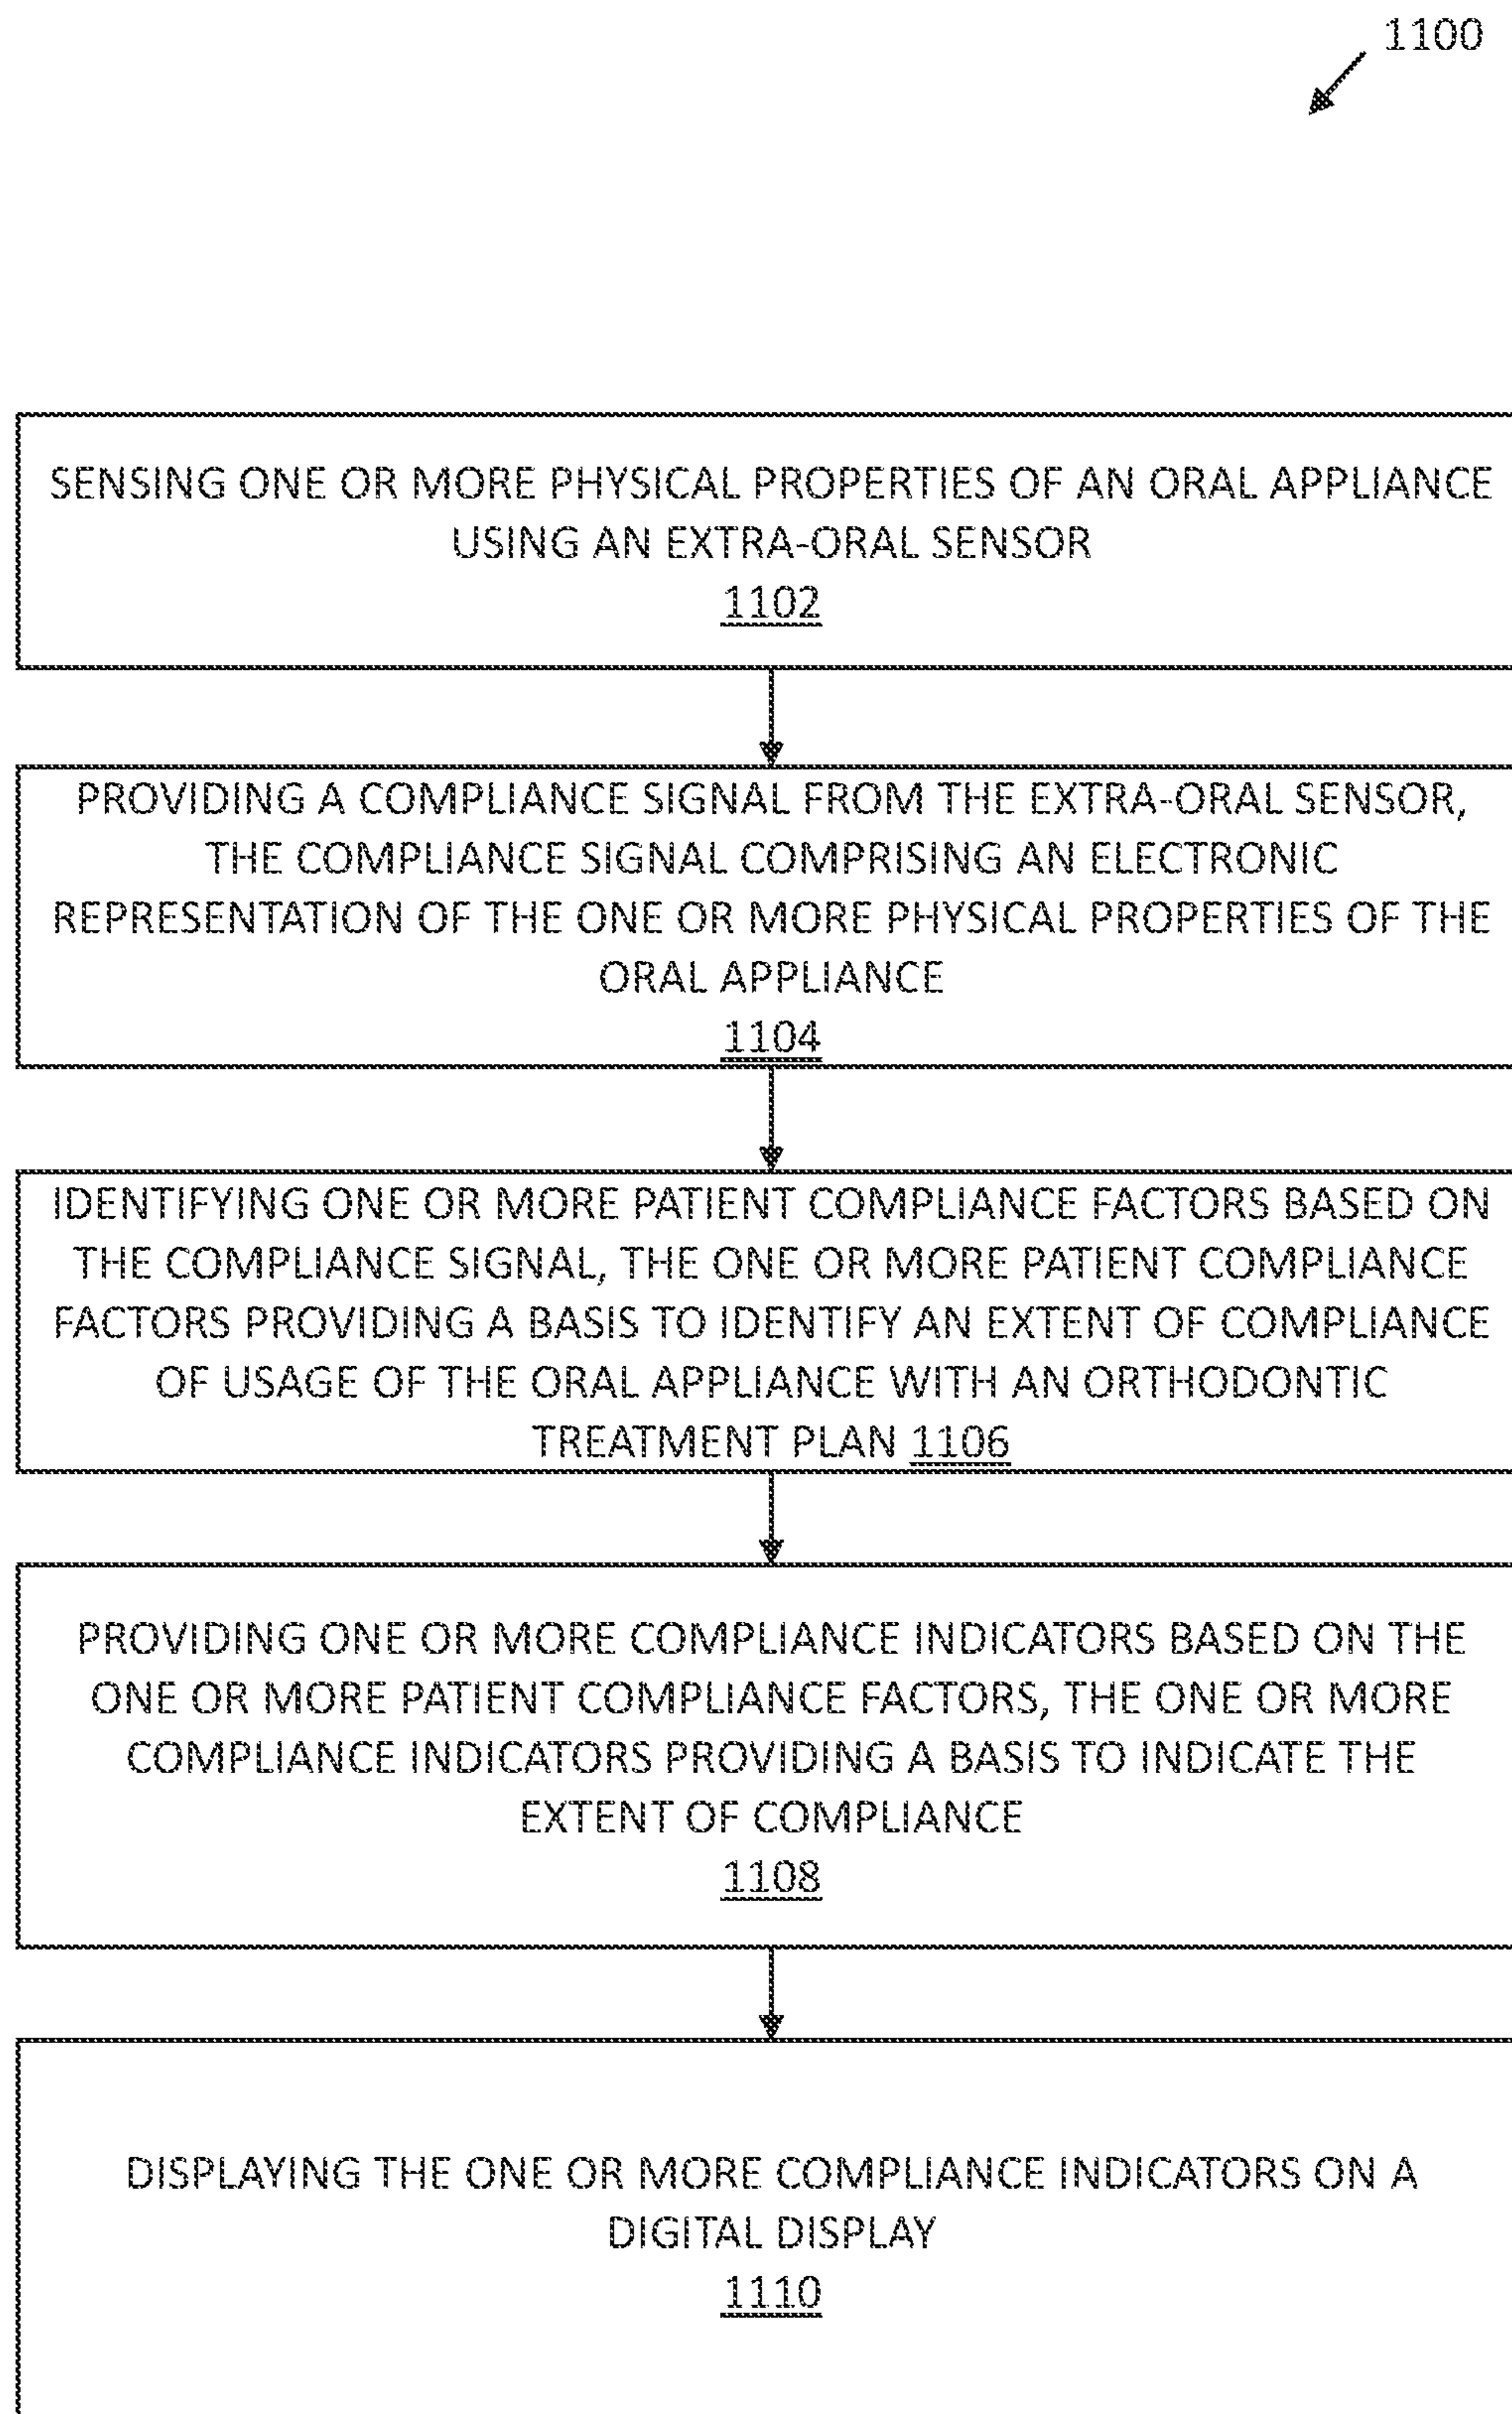 1100
SENSING ONE OR MORE PHYSICAL PROPERTIES OF AN ORAL APPLIANCE
USING AN EXTRA-ORAL SENSOR
1102
PROVIDING A COMPLIANCE SIGNAL FROM THE EXTRA-ORAL SENSOR,
THE COMPLIANCE SIGNAL COMPRISING AN ELECTRONIC
REPRESENTATION OF THE ONE OR MORE PHYSICAL PROPERTIES OF THE
ORAL APPLIANCE
1104
IDENTIFYING ONE OR MORE PATIENT COMPLIANCE FACTORS BASED ON
THE COMPLIANCE SIGNAL, THE ONE OR MORE PATIENT COMPLIANCE
FACTORS PROVIDING A BASIS TO IDENTIFY AN EXTENT OF COMPLIANCE
OF USAGE OF THE ORAL APPLIANCE WITH AN ORTHODONTIC
TREATMENT PLAN 1106
PROVIDING ONE OR MORE COMPLIANCE INDICATORS BASED ON THE
ONE OR MORE PATIENT COMPLIANCE FACTORS, THE ONE OR MORE
COMPLIANCE INDICATORS PROVIDING A BASIS TO INDICATE THE
EXTENT OF COMPLIANCE
1108
DISPLAYING THE ONE OR MORE COMPLIANCE INDICATORS ON A
DIGITAL DISPLAY
1110